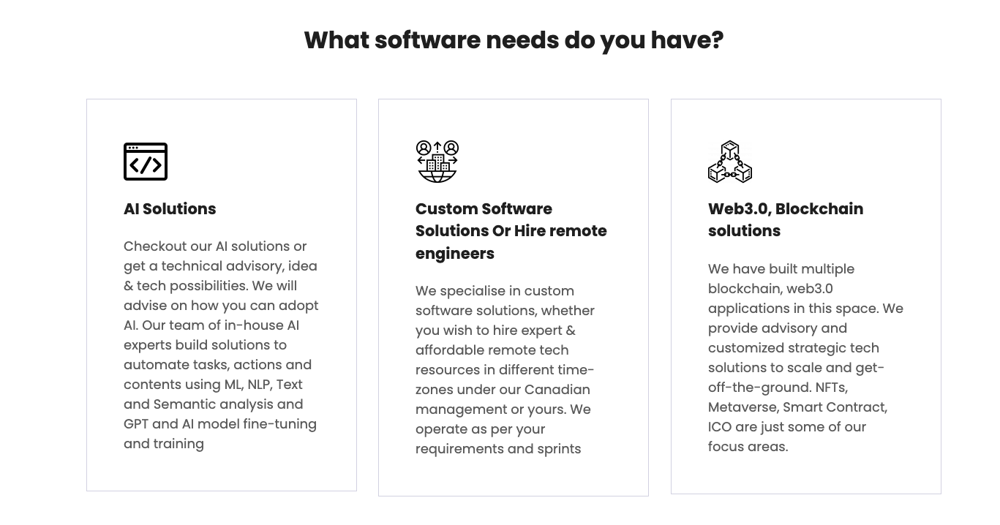 What software needs do you have?
AI Solutions
Checkout our AI solutions or
get a technical advisory, idea
& tech possibilities. We will
advise on how you can adopt
AI. Our team of in-house AI
experts build solutions to
automate tasks, actions and
contents using ML, NLP, Text
and Semantic analysis and
GPT and AI model fine-tuning
and training
Custom Software
Solutions Or Hire remote
engineers
We specialise in custom
software solutions, whether
you wish to hire expert &
affordable remote tech
resources in different time-
zones under our Canadian
management or yours. We
operate as per your
requirements and sprints
Web3.0, Blockchain
solutions
We have built multiple
blockchain, web3.0
applications in this space. We
provide advisory and
customized strategic tech
solutions to scale and get-
off-the-ground. NFTs,
Metaverse, Smart Contract,
ICO are just some of our
focus areas.